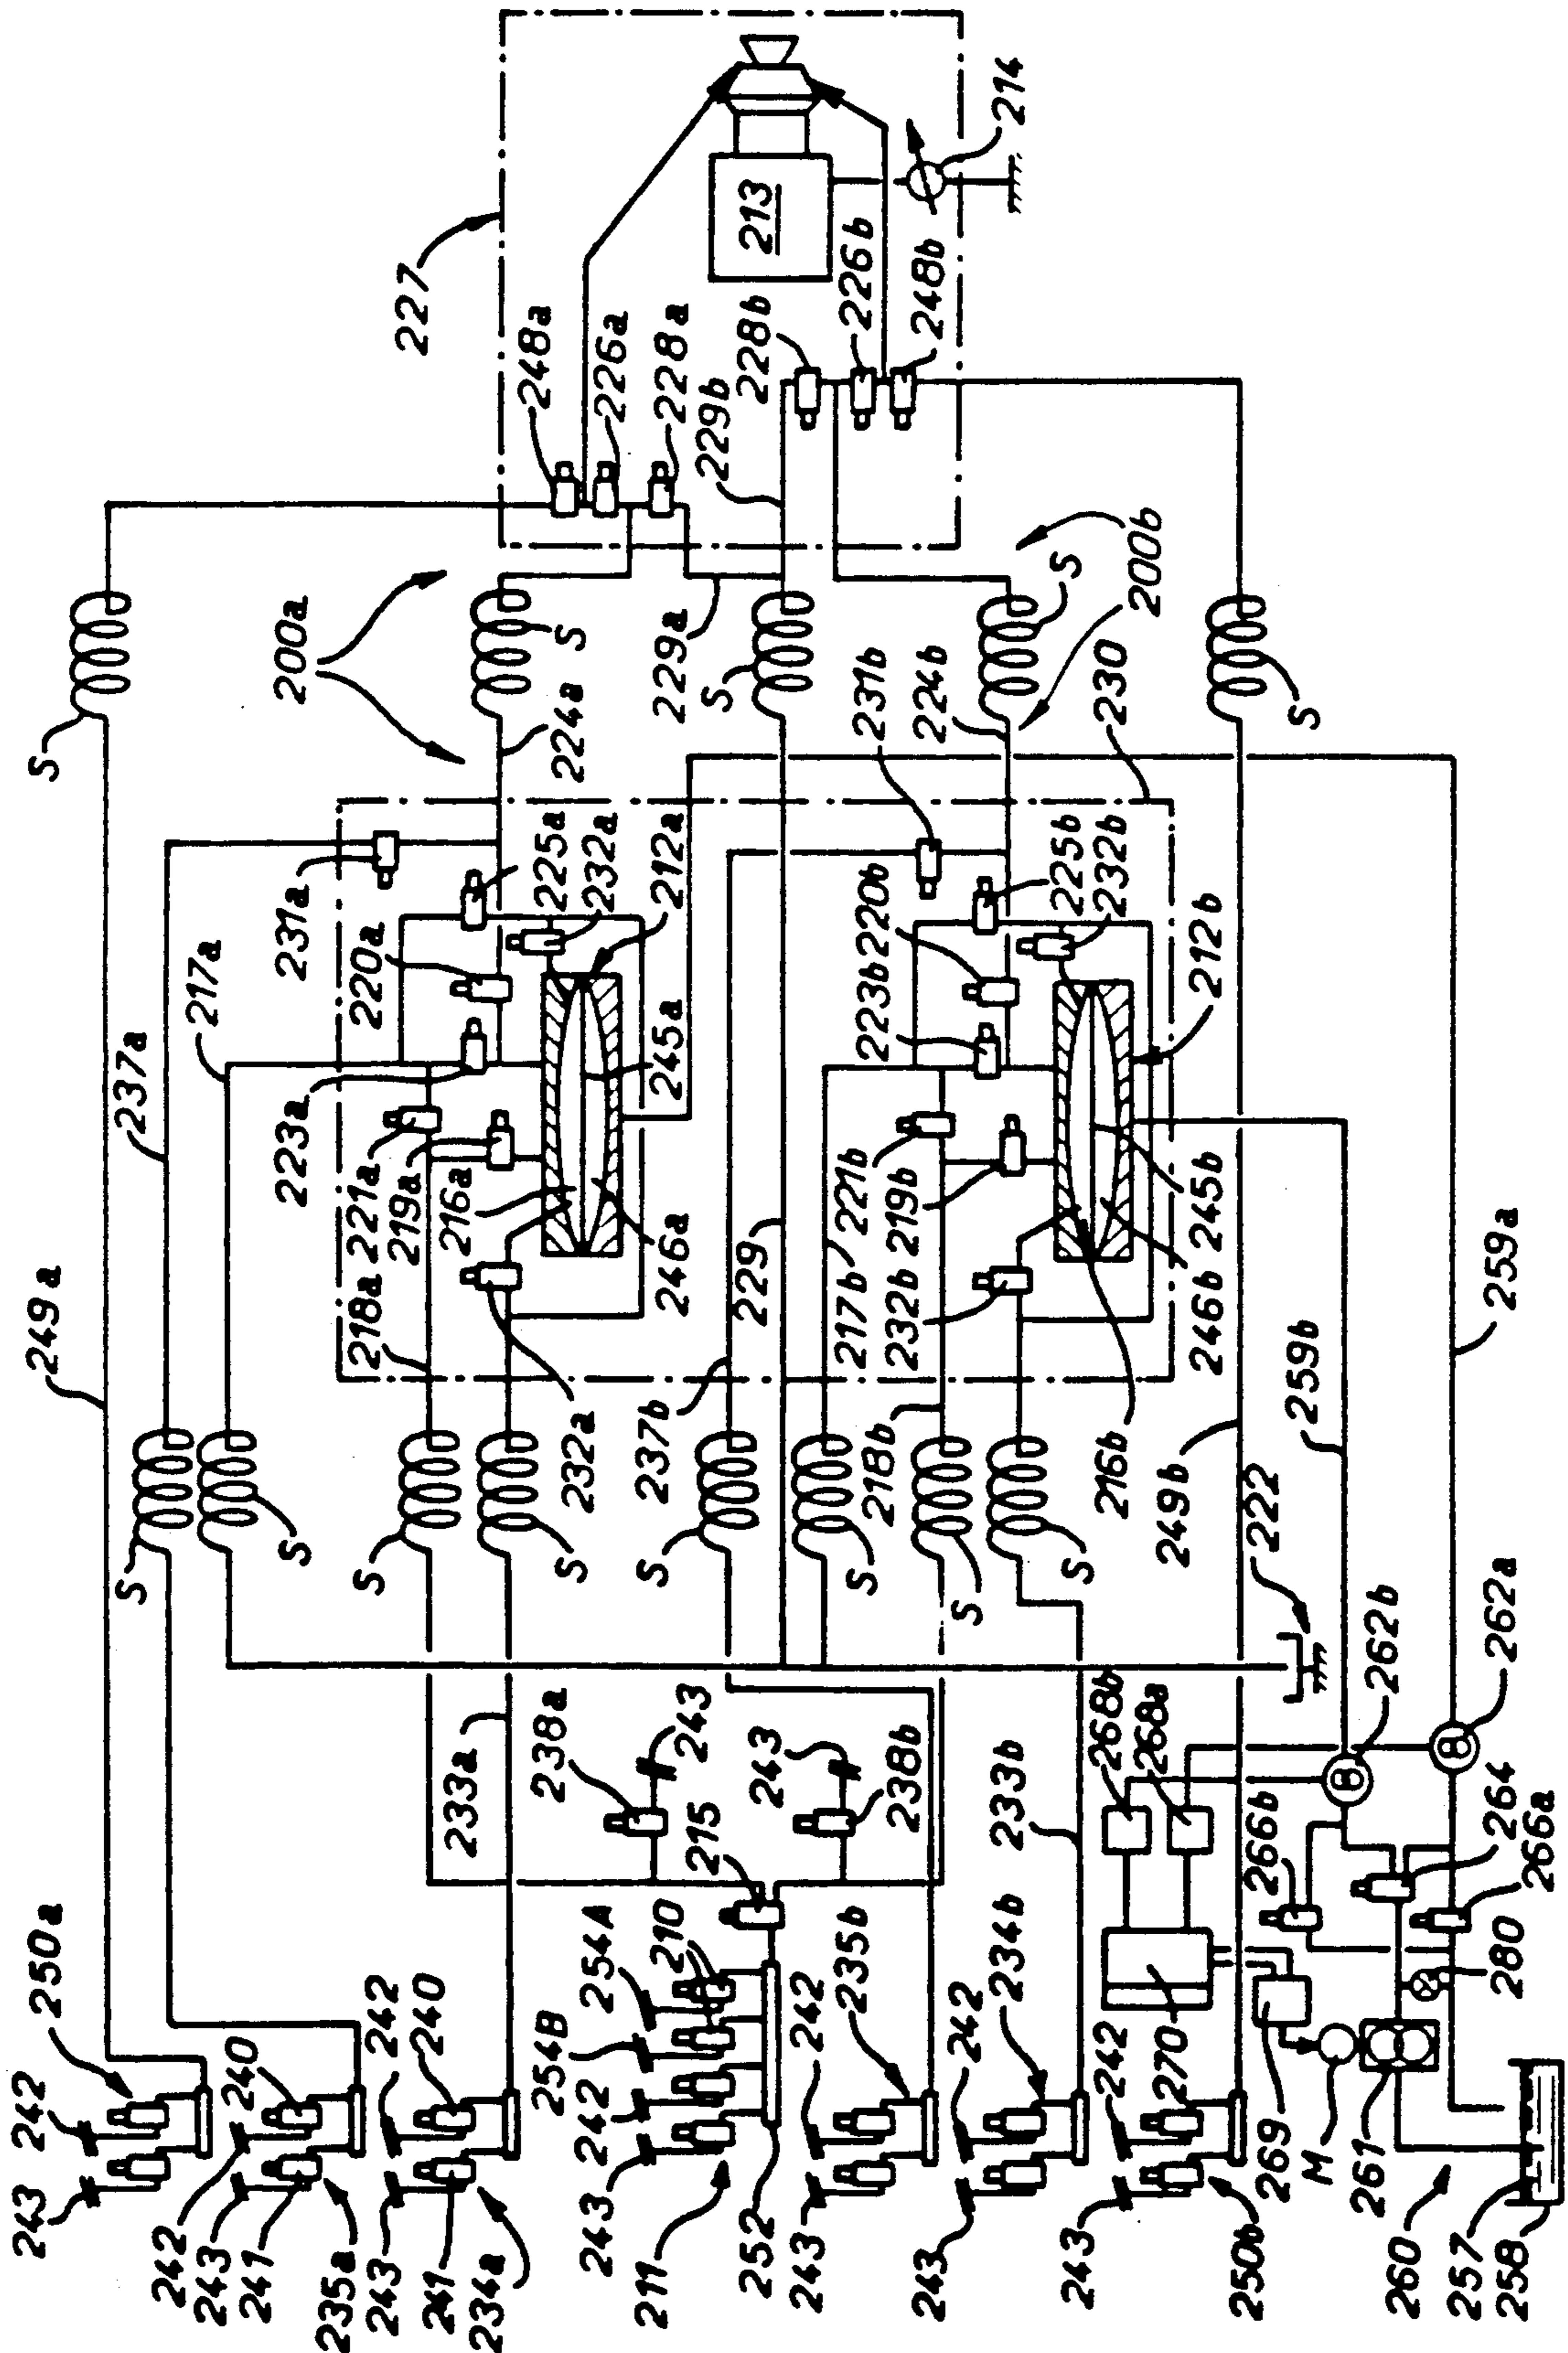 227
248a
226a
228a
229b
228b
226b
248b
213
214
200a
S
S
224a
229a
S
231b
224b
S
200b
230
S
249a
237a
217a
231a
220a
225a
232a
212a
223a
221a
219a
216a
218a
245a
246a
232a
229
237b
223b
220b
225b
232b
212b
217b
221b
219b
232b
218b
216b
246b
245b
249b
259b
259a
222
S
S
S
S
S
S
S
S
233a
238a
243
243
238b
215
233b
268b
268a
262b
262a
266b
264
266a
280
250a
242
243
242
243
241
240
235a
242
243
241
240
234a
254A
254B
210
242
243
211
252
242
243
235b
242
243
234b
242
243
250b
270
269
M
261
260
257
258